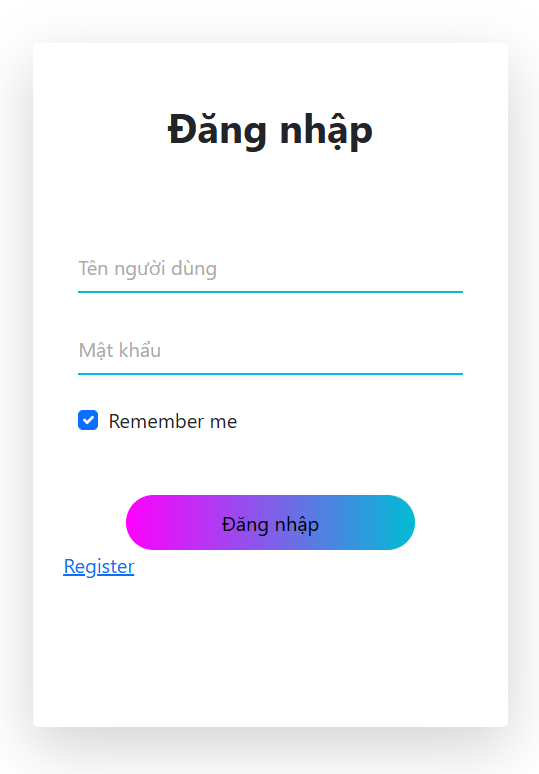 Đăng nhập
Tên người dùng
Mật khẩu
Remember me
Đăng nhập
Register